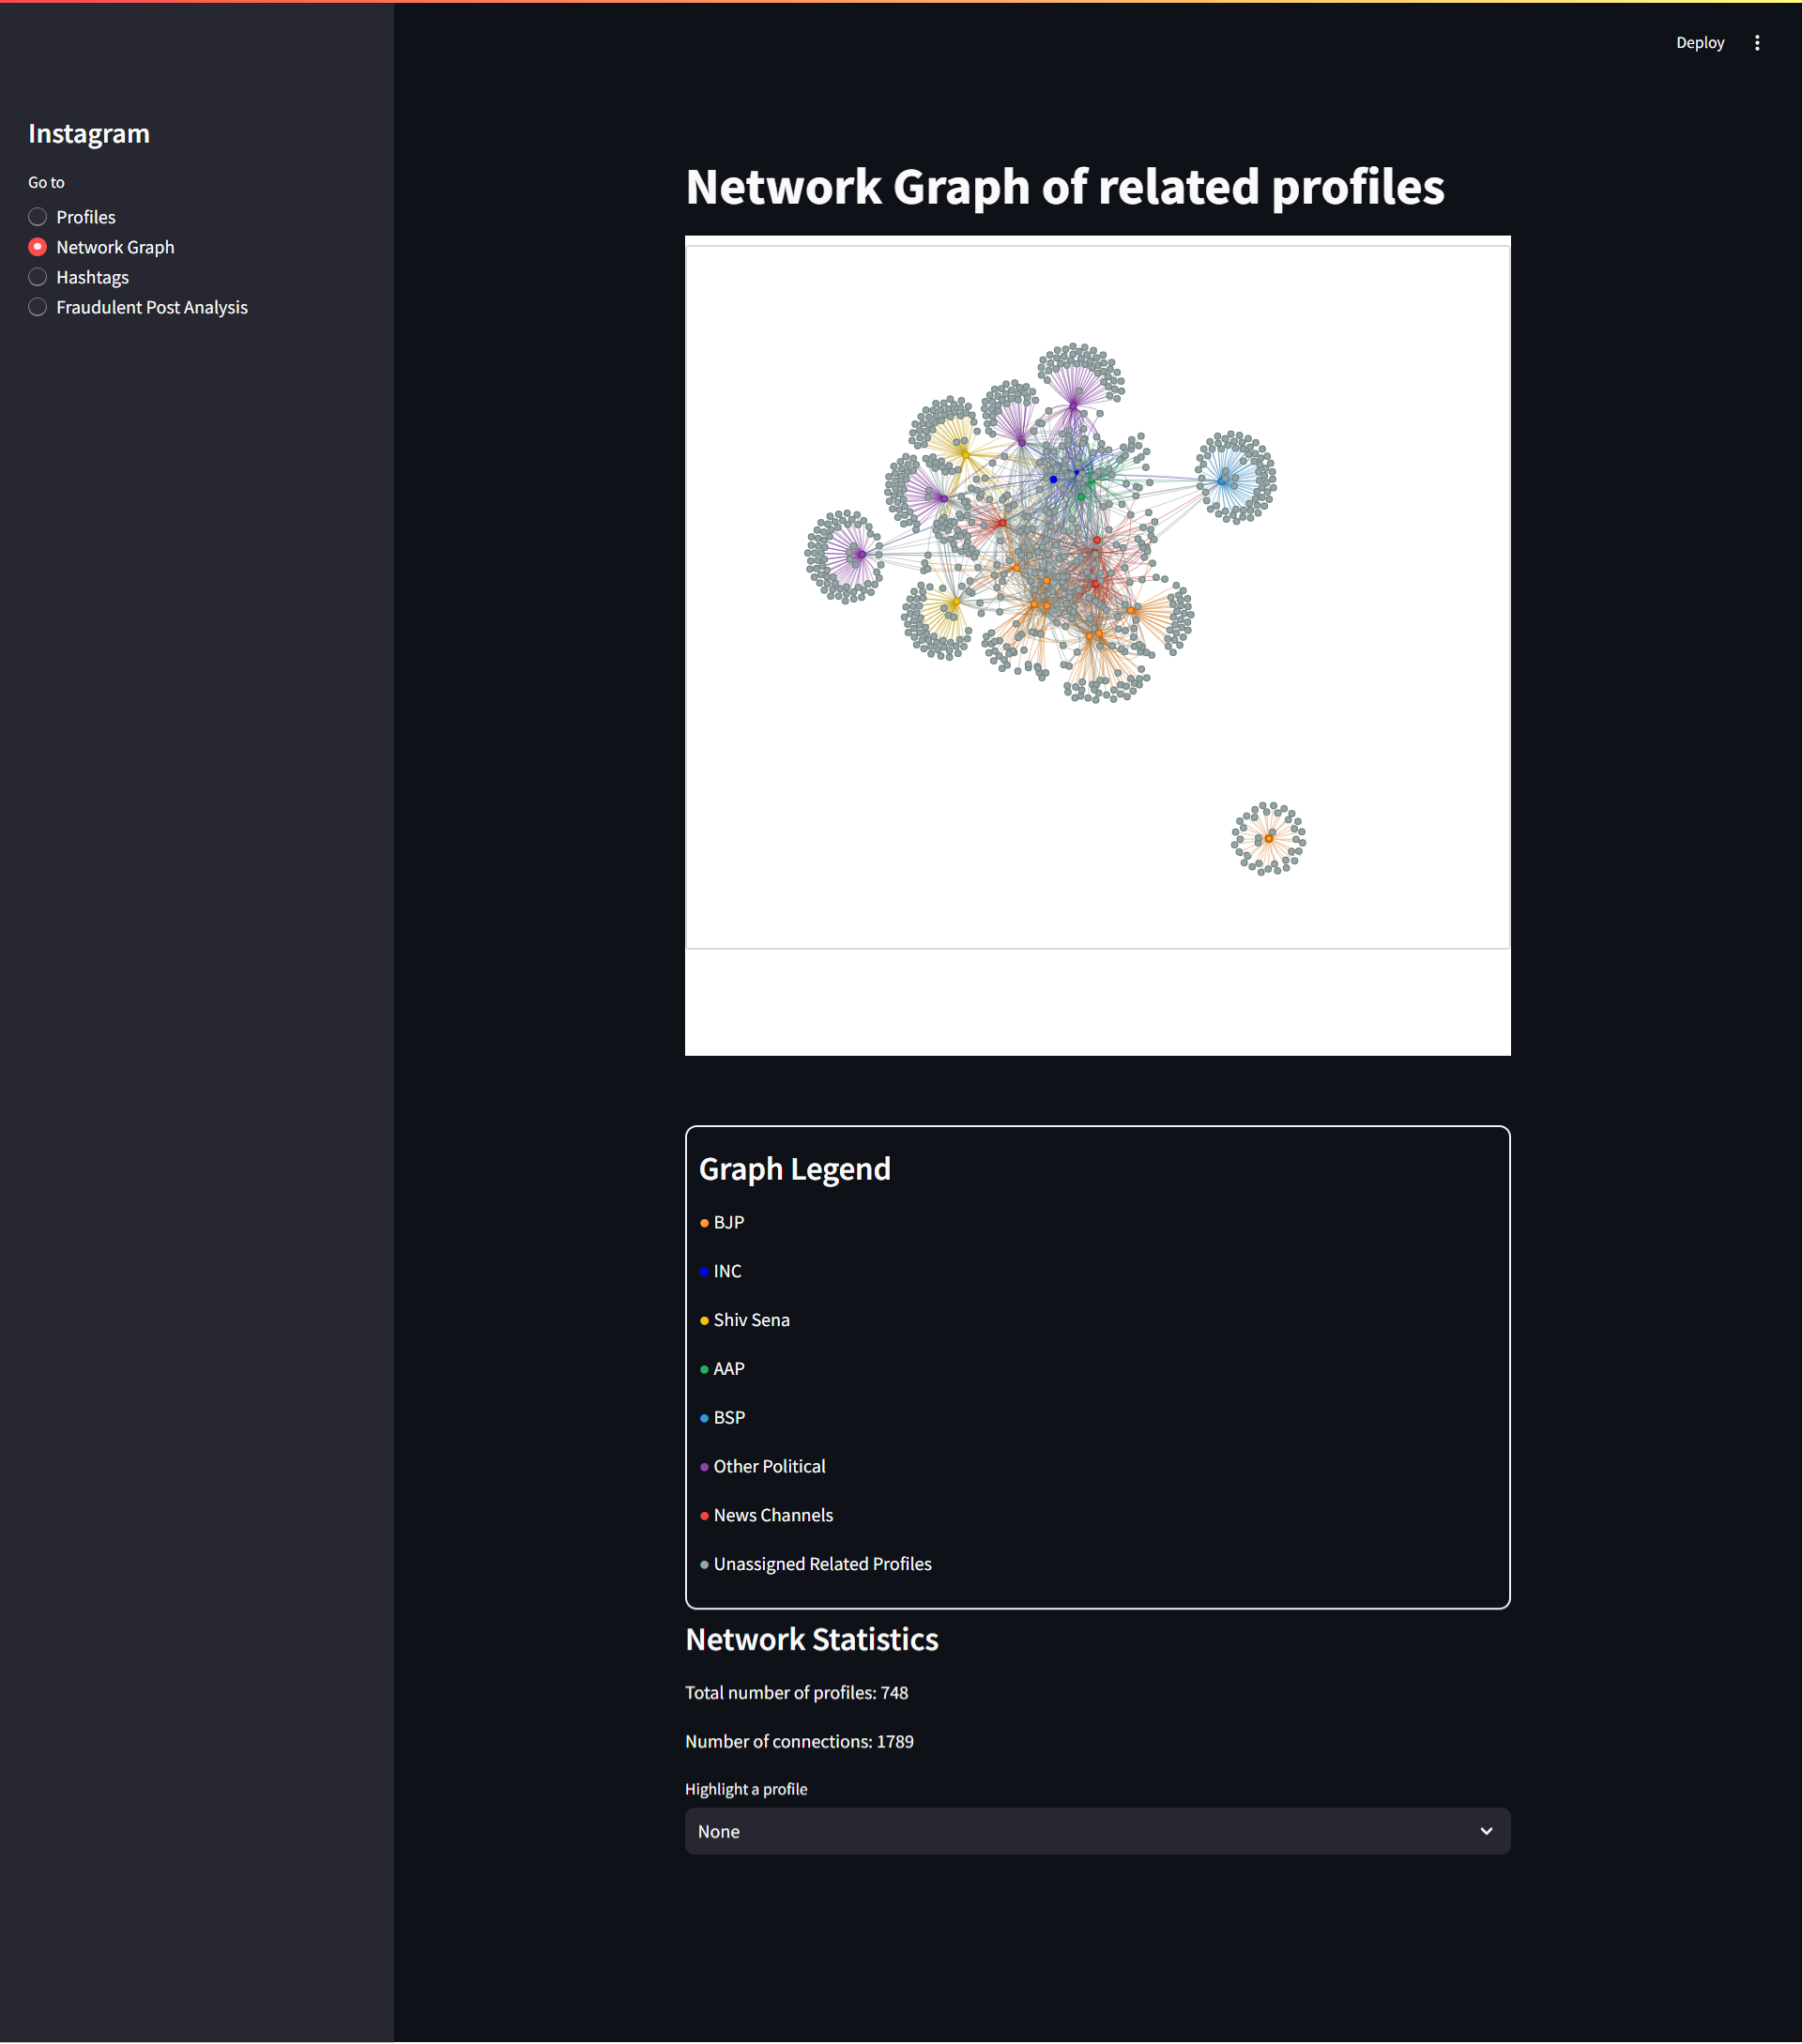 Deploy
Instagram
Go to
Profiles
Network Graph
Hashtags
Fraudulent Post Analysis
Network Graph of related profiles
Graph Legend
BJP
INC
Shiv Sena
AAP
BSP
Other Political
News Channels
Unassigned Related Profiles
Network Statistics
Total number of profiles: 748
Number of connections: 1789
Highlight a profile
None